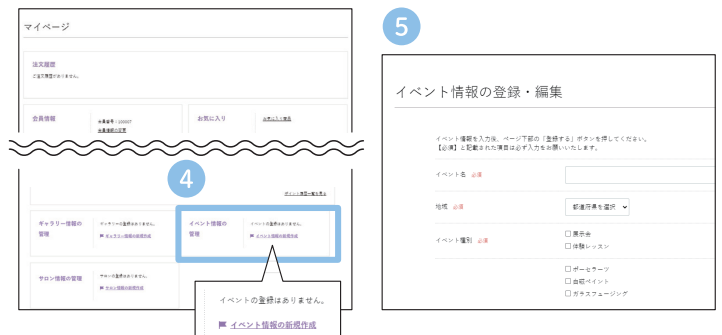 マイページ
注文履歴
ご注文履歴がありません。
会員情報
会員番号：100007
会員情報の変更
お気に入り
お気に入り商品
4
ポイント履歴一覧を見る
ギャラリー情報の
管理
ギャラリーの登録はありません。
ギャラリー情報の新規作成
イベント情報の
管理
イベントの登録はありません。
イベント情報の新規作成
サロン情報の管理
サロンの登録はありません。
サロン情報の新規作成
イベントの登録はありません。
イベント情報の新規作成
5
イベント情報の登録・編集
イベント情報を入力後、ページ下部の「登録する」ボタンを押してください。
【必須】と記載された項目は必ず入力をお願いいたします。
イベント名 必須
地域 必須
都道府県を選択
イベント種別 必須
展示会
体験レッスン
ポーセラーツ
白磁ペイント
ガラスフュージング